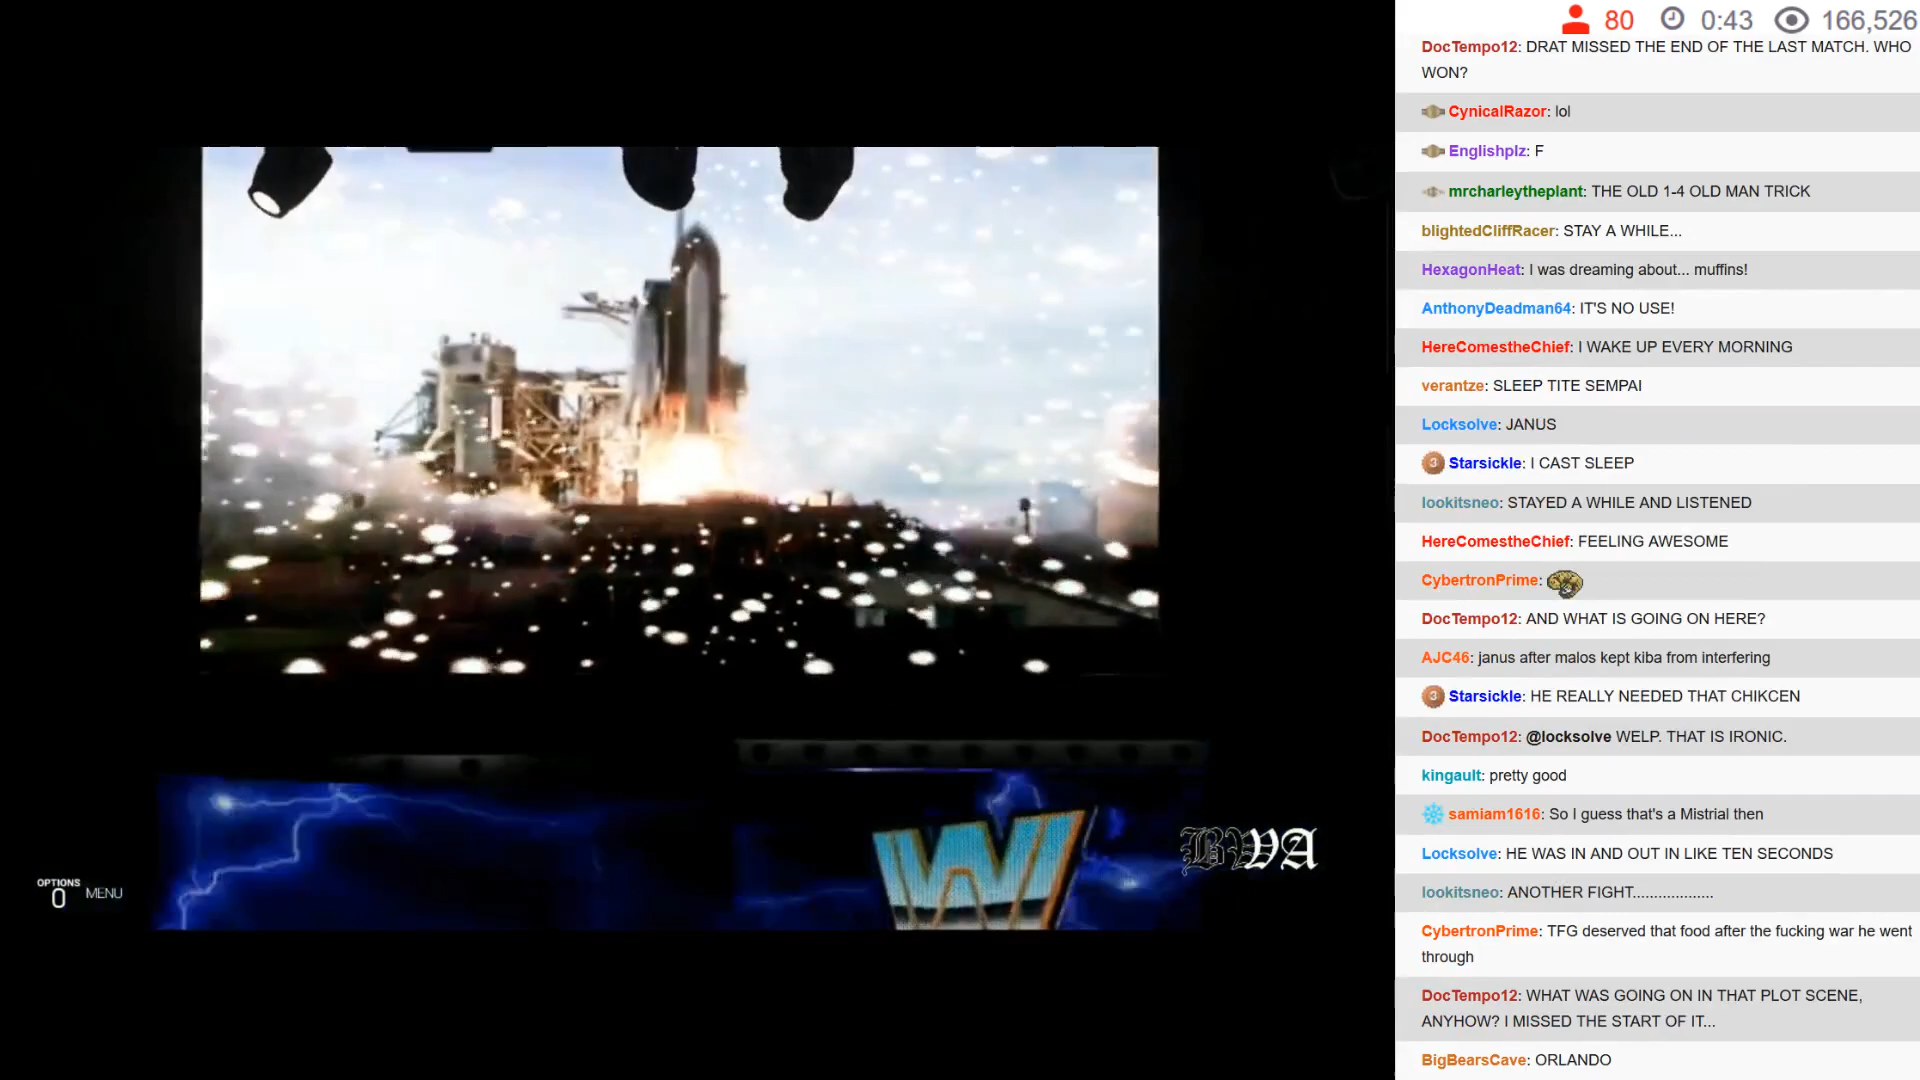 80 0:43 166,526
DocTempo12: DRAT MISSED THE END OF THE LAST MATCH. WHO
WON?
CynicalRazor: lol
Englishplz: F
mrcharleytheplant: THE OLD 1-4 OLD MAN TRICK
blightedCliffRacer: STAY A WHILE...
HexagonHeat: I was dreaming about... muffins!
AnthonyDeadman64: IT'S NO USE!
HereComestheChief: I WAKE UP EVERY MORNING
verantze: SLEEP TITE SEMPAI
Locksolve: JANUS
3 Starsickle: I CAST SLEEP
lookitsneo: STAYED A WHILE AND LISTENED
HereComestheChief: FEELING AWESOME
CybertronPrime:
DocTempo12: AND WHAT IS GOING ON HERE?
AJC46: janus after malos kept kiba from interfering
3 Starsickle: HE REALLY NEEDED THAT CHIKCEN
DocTempo12: @locksolve WELP. THAT IS IRONIC.
kingault: pretty good
samiam1616: So I guess that's a Mistrial then
Locksolve: HE WAS IN AND OUT IN LIKE TEN SECONDS
lookitsneo: ANOTHER FIGHT...................
CybertronPrime: TFG deserved that food after the fucking war he went
through
DocTempo12: WHAT WAS GOING ON IN THAT PLOT SCENE,
ANYHOW? I MISSED THE START OF IT...
BigBearsCave: ORLANDO
W
BVVA
OPTIONS
MENU